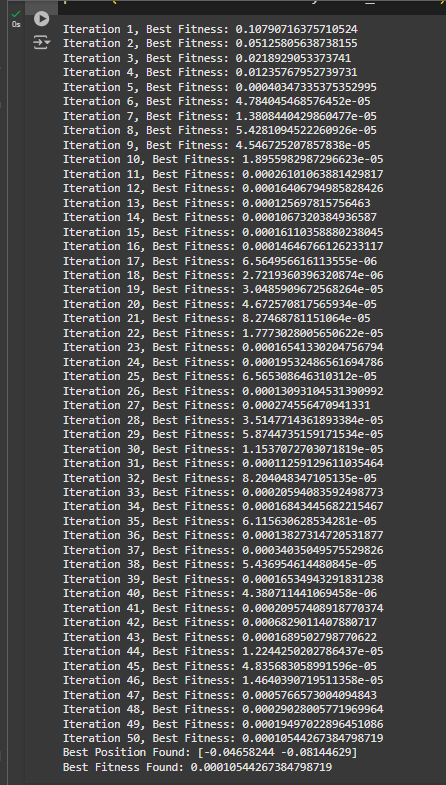 0s
Iteration 1, Best Fitness: 0.10790716375710524
Iteration 2, Best Fitness: 0.05125805638738155
Iteration 3, Best Fitness: 0.0218929053373741
Iteration 4, Best Fitness: 0.01235767952739731
Iteration 5, Best Fitness: 0.00040347335375352995
Iteration 6, Best Fitness: 4.784045468576452e-05
Iteration 7, Best Fitness: 1.3808440429860477e-05
Iteration 8, Best Fitness: 5.4281094522260926e-05
Iteration 9, Best Fitness: 4.546725207857838e-05
Iteration 10, Best Fitness: 1.8955982987296623e-05
Iteration 11, Best Fitness: 0.00026101063881429817
Iteration 12, Best Fitness: 0.00016406794985828426
Iteration 13, Best Fitness: 0.000125697815756463
Iteration 14, Best Fitness: 0.0001067320384936587
Iteration 15, Best Fitness: 0.00016110358880238045
Iteration 16, Best Fitness: 0.00014646766126233117
Iteration 17, Best Fitness: 6.564956616113555e-06
Iteration 18, Best Fitness: 2.7219360396320874e-06
Iteration 19, Best Fitness: 3.0485909672568264e-05
Iteration 20, Best Fitness: 4.672570817565934e-05
Iteration 21, Best Fitness: 8.27468781151064e-05
Iteration 22, Best Fitness: 1.7773028005650622e-05
Iteration 23, Best Fitness: 0.00016541330204756794
Iteration 24, Best Fitness: 0.00019532486561694786
Iteration 25, Best Fitness: 6.565308646310312e-05
Iteration 26, Best Fitness: 0.00013093104531390992
Iteration 27, Best Fitness: 0.000274556470941331
Iteration 28, Best Fitness: 3.5147714361893384e-05
Iteration 29, Best Fitness: 5.8744735159171534e-05
Iteration 30, Best Fitness: 1.1537072703071819e-05
Iteration 31, Best Fitness: 0.00011259129611035464
Iteration 32, Best Fitness: 8.204048347105135e-05
Iteration 33, Best Fitness: 0.00020594083592498773
Iteration 34, Best Fitness: 0.00016843445682215467
Iteration 35, Best Fitness: 6.115630628534281e-05
Iteration 36, Best Fitness: 0.00013827314720531877
Iteration 37, Best Fitness: 0.00034035049575529826
Iteration 38, Best Fitness: 5.436954614480845e-05
Iteration 39, Best Fitness: 0.00016534943291831238
Iteration 40, Best Fitness: 4.380711441069458e-06
Iteration 41, Best Fitness: 0.00020957408918770374
Iteration 42, Best Fitness: 0.0006829011407880717
Iteration 43, Best Fitness: 0.0001689502798770622
Iteration 44, Best Fitness: 1.2244250202786437e-05
Iteration 45, Best Fitness: 4.835683058991596e-05
Iteration 46, Best Fitness: 1.4640390719511358e-05
Iteration 47, Best Fitness: 0.0005766573004094843
Iteration 48, Best Fitness: 0.00029028005771969964
Iteration 49, Best Fitness: 0.00019497022896451086
Iteration 50, Best Fitness: 0.00010544267384798719
Best Position Found: [-0.04658244 -0.08144629]
Best Fitness Found: 0.00010544267384798719